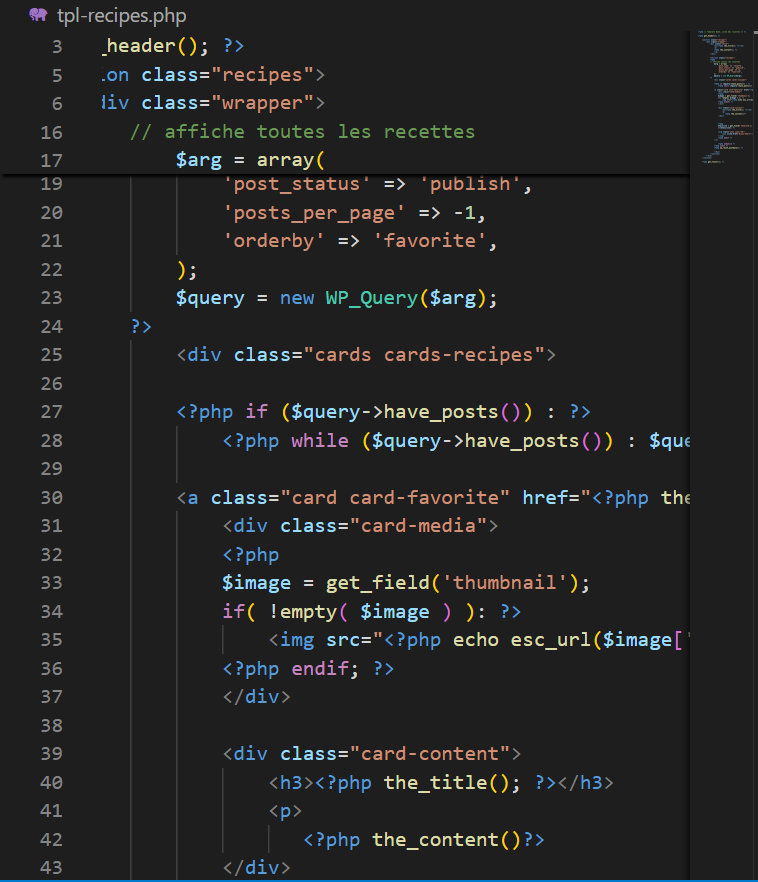 tpl-recipes.php
3 _header(); ?>
5 .on class="recipes">
6 div class="wrapper">
16 // affiche toutes les recettes
17 $arg = array(
19 'post_status' => 'publish',
20 'posts_per_page' => -1,
21 'orderby' => 'favorite',
22 );
23 $query = new WP_Query($arg);
24 ?>
25 <div class="cards cards-recipes">
26
27 <?php if ($query->have_posts()) : ?>
28 <?php while ($query->have_posts()) : $que
29
30 <a class="card card-favorite" href="<?php the
31 <div class="card-media">
32 <?php
33 $image = get_field('thumbnail');
34 if( !empty( $image ) ): ?>
35 <img src="<?php echo esc_url($image['
36 <?php endif; ?>
37 </div>
38
39 <div class="card-content">
40 <h3><?php the_title(); ?></h3>
41 <p>
42 <?php the_content()?>
43 </div>